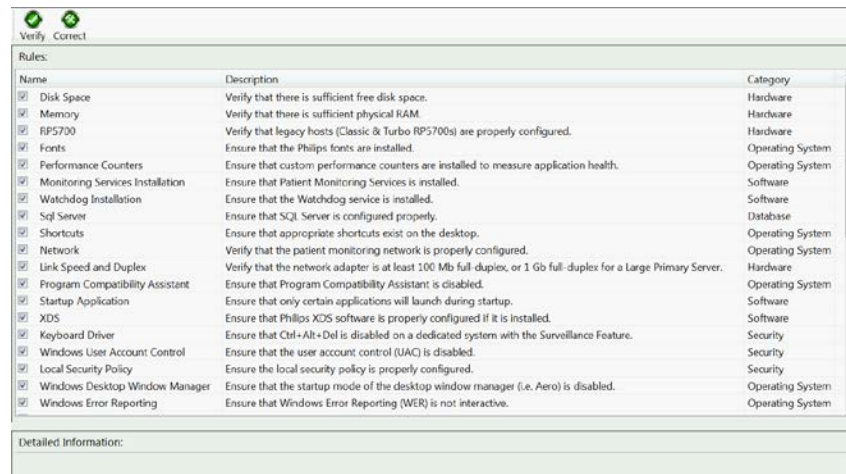 Verify Correct
Rules:
Name Description Category
Disk Space Verify that there is sufficient free disk space. Hardware
Memory Verify that there is sufficient physical RAM. Hardware
RP5700 Verify that legacy hosts (Classic & Turbo RP5700s) are properly configured. Hardware
Fonts Ensure that the Philips fonts are installed. Operating System
Performance Counters Ensure that custom performance counters are installed to measure application health. Operating System
Monitoring Services Installation Ensure that Patient Monitoring Services is installed. Software
Watchdog Installation Ensure that the Watchdog service is installed. Software
Sql Server Ensure that SQL Server is configured properly. Database
Shortcuts Ensure that appropriate shortcuts exist on the desktop. Operating System
Network Verify that the patient monitoring network is properly configured. Operating System
Link Speed and Duplex Verify that the network adapter is at least 100 Mb full-duplex, or 1 Gb full-duplex for a Large Primary Server. Hardware
Program Compatibility Assistant Ensure that Program Compatibility Assistant is disabled. Operating System
Startup Application Ensure that only certain applications will launch during startup. Software
XDS Ensure that Philips XDS software is properly configured if it is installed. Software
Keyboard Driver Ensure that Ctrl+Alt+Del is disabled on a dedicated system with the Surveillance Feature. Security
Windows User Account Control Ensure that the user account control (UAC) is disabled. Security
Local Security Policy Ensure the local security policy is properly configured. Security
Windows Desktop Window Manager Ensure that the startup mode of the desktop window manager (i.e. Aero) is disabled. Operating System
Windows Error Reporting Ensure that Windows Error Reporting (WER) is not interactive. Operating System
Detailed Information: